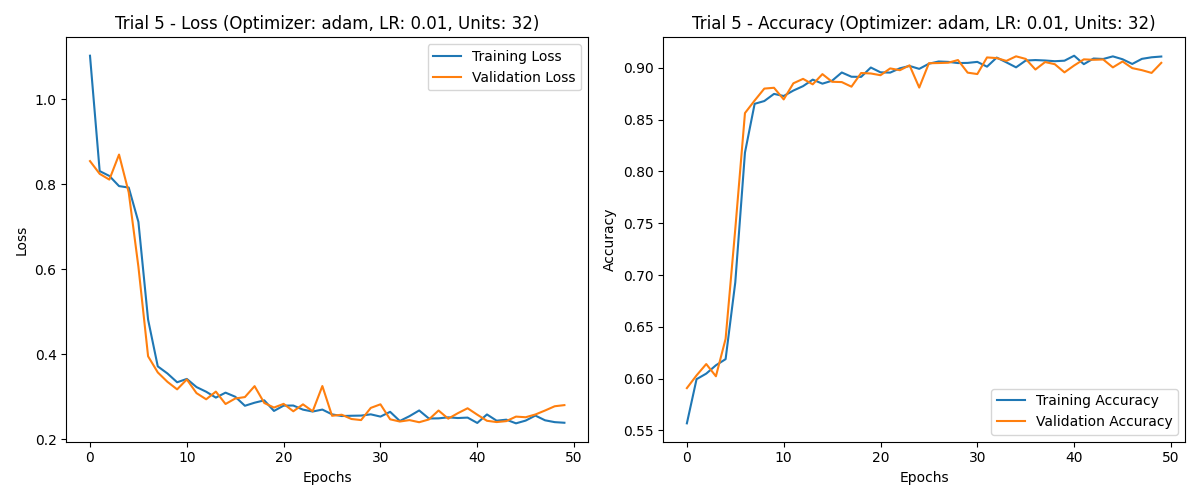 Trial 5 - Loss (Optimizer: adam, LR: 0.01, Units: 32)
Training Loss
Validation Loss
1.0
0.8
0.6
0.4
0.2
Loss
0 10 20 30 40 50
Epochs
Trial 5 - Accuracy (Optimizer: adam, LR: 0.01, Units: 32)
0.90
0.85
0.80
0.75
0.70
0.65
0.60
0.55
Accuracy
Training Accuracy
Validation Accuracy
0 10 20 30 40 50
Epochs